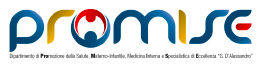 PROMISE
Dipartimento di Promozione della Salute, Materno-Infantile, Medicina Interna e Specialistica di Eccellenza "G. D'Alessandro"